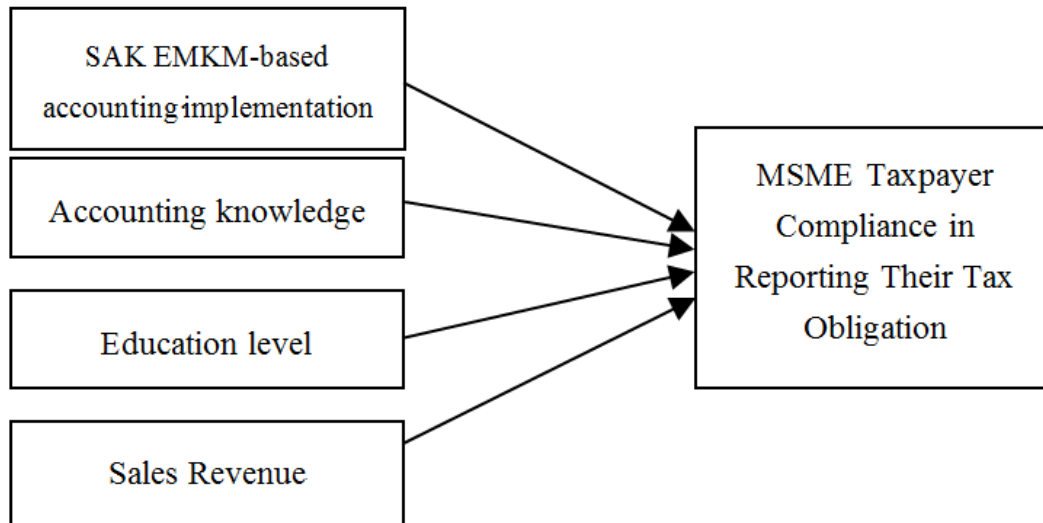 SAK EMKM-based
accounting implementation
Accounting knowledge
Education level
Sales Revenue
MSME Taxpayer
Compliance in
Reporting Their Tax
Obligation